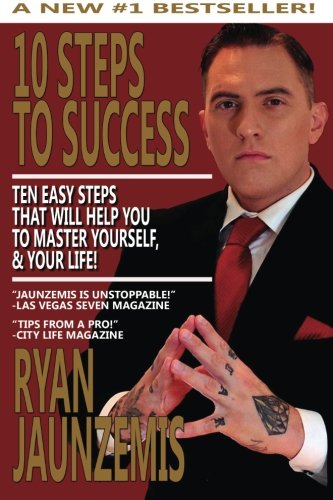 A NEW #1 BESTSELLER!
10 STEPS
TO SUCCESS
TEN EASY STEPS
THAT WILL HELP YOU
TO MASTER YOURSELF,
& YOUR LIFE!
"JAUNZEMIS IS UNSTOPPABLE!"
-LAS VEGAS SEVEN MAGAZINE
"TIPS FROM A PRO!"
-CITY LIFE MAGAZINE
RYAN
JAUNZEMIS